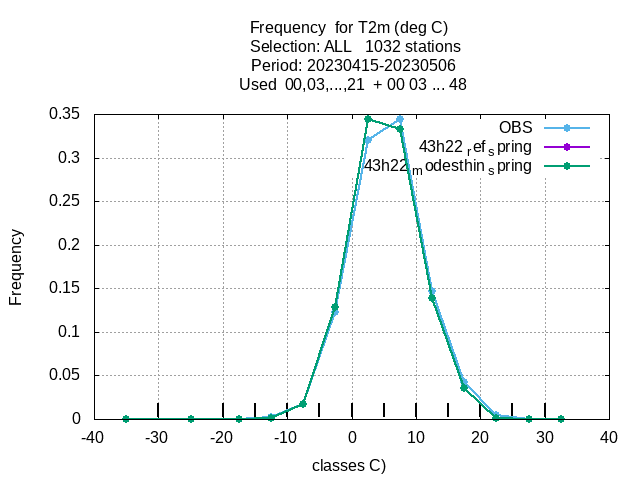 Frequency for T2m (deg C)
Selection: ALL 1032 stations
Period: 20230415-20230506
Used 00,03,...,21 + 00 03 ... 48
0.35
0.3
0.25
0.2
0.15
0.1
0.05
0
Frequency
OBS
43h22 ref spring
43h22 modesthin spring
-40 -30 -20 -10 0 10 20 30 40
classes C)